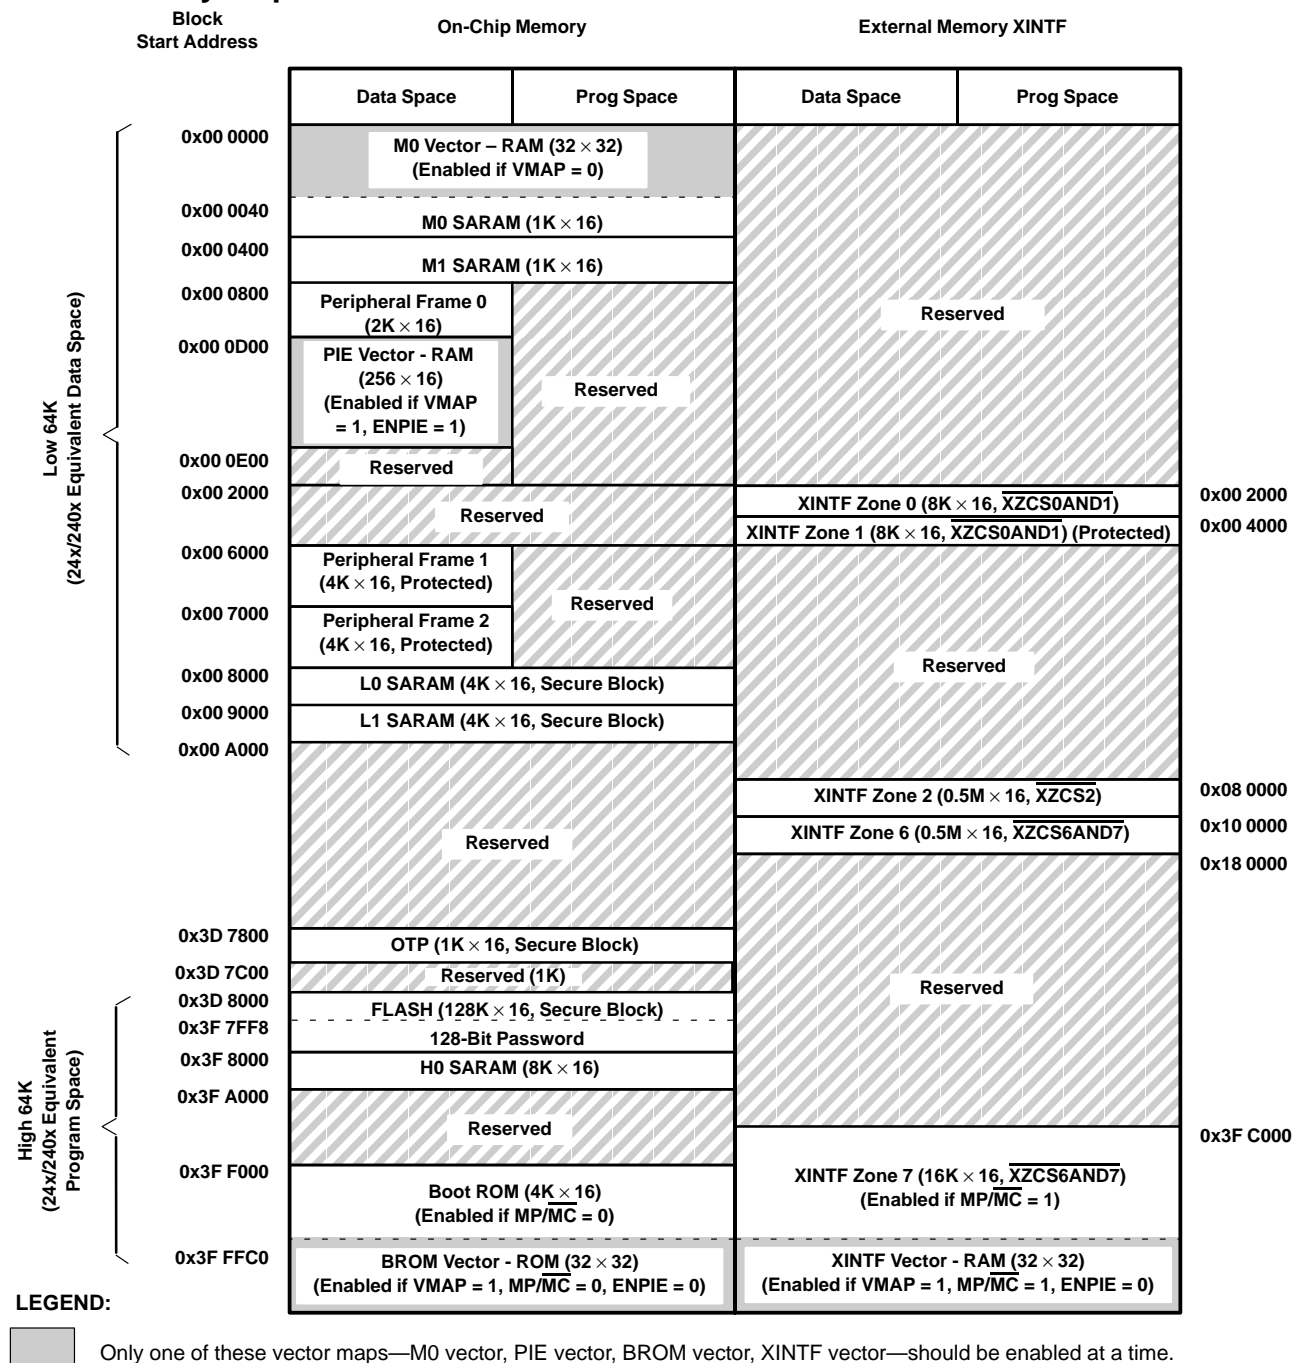 Block
Start Address
On-Chip Memory
External Memory XINTF
Data Space
Prog Space
Data Space
Prog Space
0x00 0000
M0 Vector – RAM (32 × 32)
(Enabled if VMAP = 0)
0x00 0040
M0 SARAM (1K × 16)
0x00 0400
M1 SARAM (1K × 16)
0x00 0800
Peripheral Frame 0
(2K × 16)
0x00 0D00
PIE Vector - RAM
(256 × 16)
(Enabled if VMAP
= 1, ENPIE = 1)
Reserved
Reserved
0x00 0E00
Reserved
0x00 2000
Reserved
XINTF Zone 0 (8K × 16, XZCS0AND1)
0x00 2000
XINTF Zone 1 (8K × 16, XZCS0AND1) (Protected)
0x00 4000
Low 64K
(24x/240x Equivalent Data Space)
0x00 6000
Peripheral Frame 1
(4K × 16, Protected)
Reserved
0x00 7000
Peripheral Frame 2
(4K × 16, Protected)
Reserved
0x00 8000
L0 SARAM (4K × 16, Secure Block)
0x00 9000
L1 SARAM (4K × 16, Secure Block)
0x00 A000
Reserved
XINTF Zone 2 (0.5M × 16, XZCS2)
0x08 0000
XINTF Zone 6 (0.5M × 16, XZCS6AND7)
0x10 0000
0x18 0000
0x3D 7800
OTP (1K × 16, Secure Block)
0x3D 7C00
Reserved (1K)
Reserved
0x3D 8000
FLASH (128K × 16, Secure Block)
0x3F 7FF8
128-Bit Password
0x3F 8000
H0 SARAM (8K × 16)
0x3F A000
Reserved
0x3F C000
High 64K
(24x/240x Equivalent
Program Space)
0x3F F000
Boot ROM (4K × 16)
(Enabled if MP/MC = 0)
XINTF Zone 7 (16K × 16, XZCS6AND7)
(Enabled if MP/MC = 1)
0x3F FFC0
BROM Vector - ROM (32 × 32)
(Enabled if VMAP = 1, MP/MC = 0, ENPIE = 0)
XINTF Vector - RAM (32 × 32)
(Enabled if VMAP = 1, MP/MC = 1, ENPIE = 0)
LEGEND:
Only one of these vector maps—M0 vector, PIE vector, BROM vector, XINTF vector—should be enabled at a time.